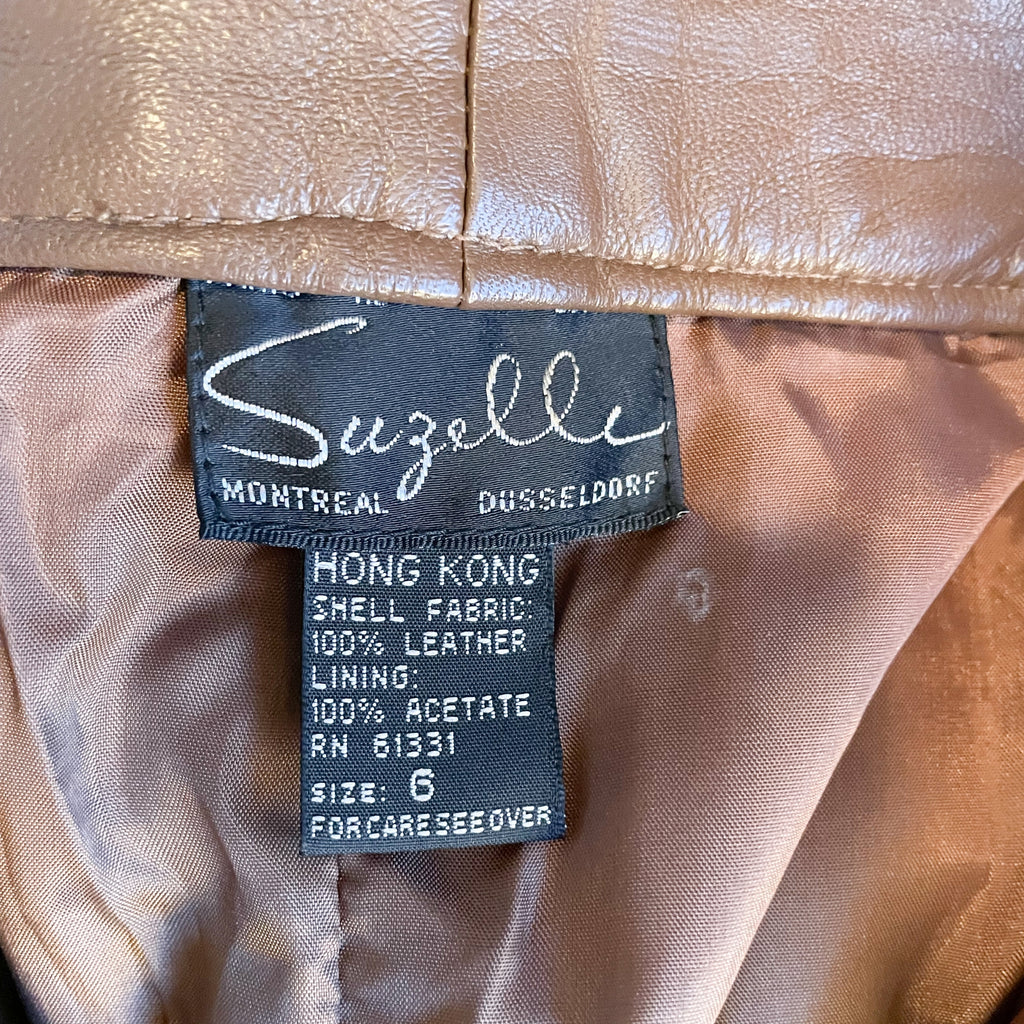 Suzelle
MONTREAL DUSSELDORF
HONG KONG
SHELL FABRIC:
100% LEATHER
LINING:
100% ACETATE
RN 61331
SIZE: 6
FORCARESEEOVER